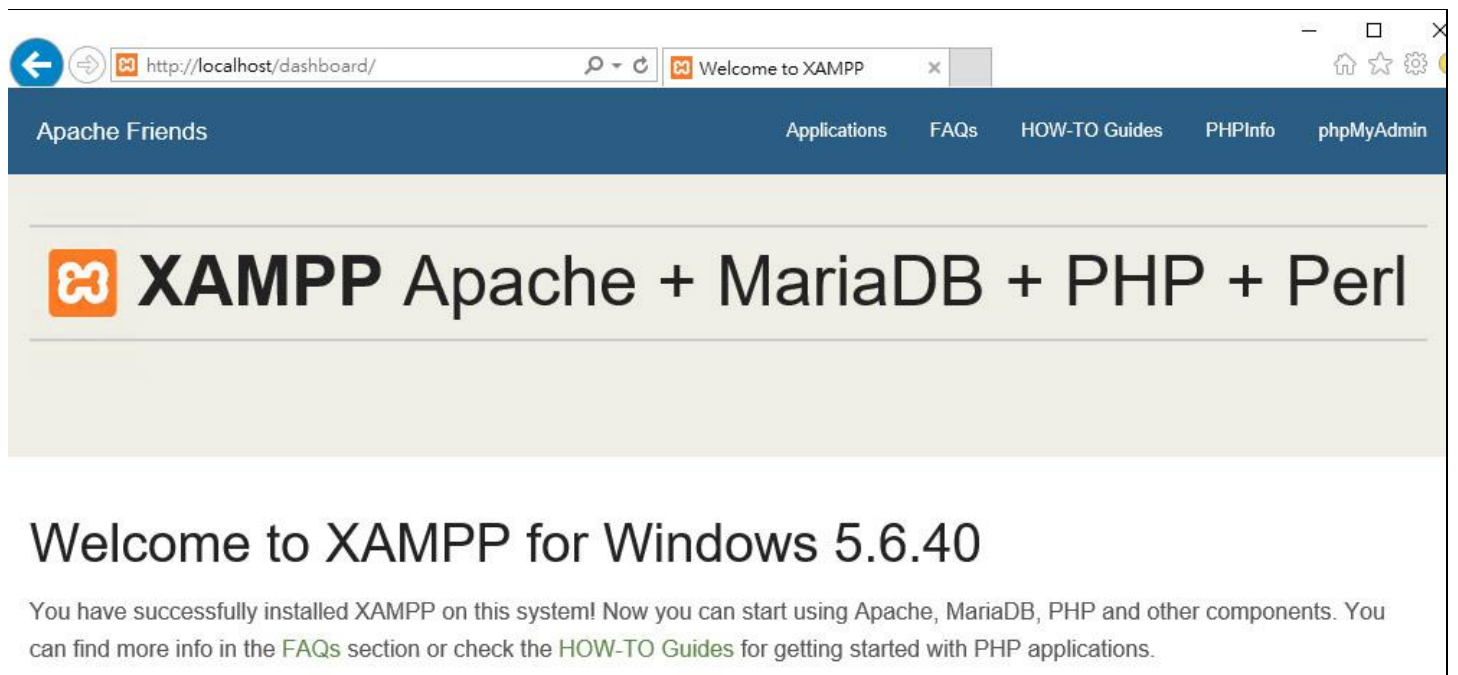 http://localhost/dashboard/
Welcome to XAMPP
Apache Friends
Applications
FAQs
HOW-TO Guides
PHPInfo
phpMyAdmin
XAMPP Apache + MariaDB + PHP + Perl
Welcome to XAMPP for Windows 5.6.40
You have successfully installed XAMPP on this system! Now you can start using Apache, MariaDB, PHP and other components. You
can find more info in the FAQs section or check the HOW-TO Guides for getting started with PHP applications.